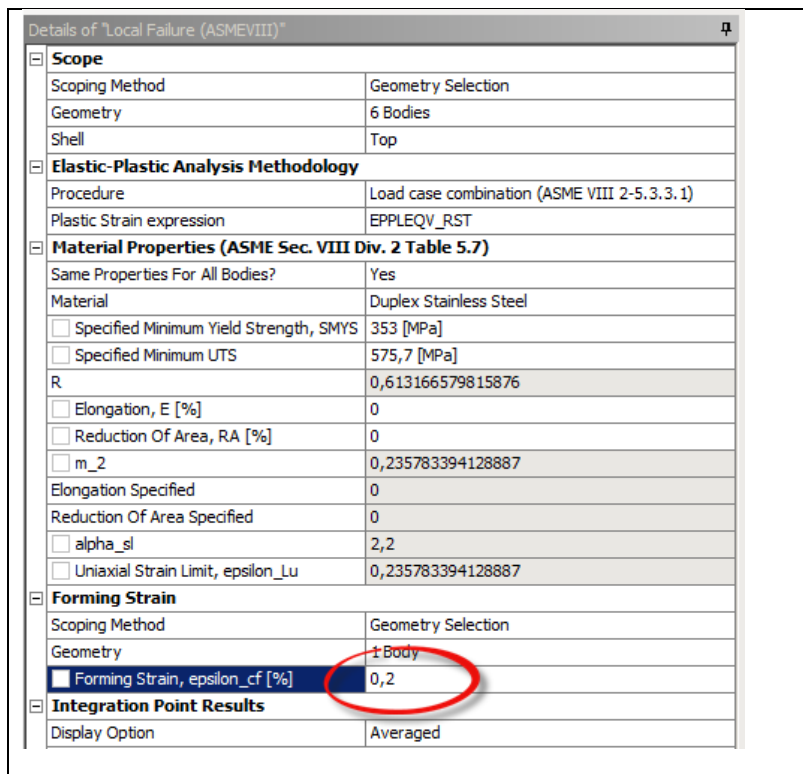 Details of "Local Failure (ASMEVIII)"
Scope
Scoping Method Geometry Selection
Geometry 6 Bodies
Shell Top
Elastic-Plastic Analysis Methodology
Procedure Load case combination (ASME VIII 2-5.3.3.1)
Plastic Strain expression EPPLEQV_RST
Material Properties (ASME Sec. VIII Div. 2 Table 5.7)
Same Properties For All Bodies? Yes
Material Duplex Stainless Steel
Specified Minimum Yield Strength, SMYS 353 [MPa]
Specified Minimum UTS 575,7 [MPa]
R 0,613166579815876
Elongation, E [%] 0
Reduction Of Area, RA [%] 0
m_2 0,235783394128887
Elongation Specified 0
Reduction Of Area Specified 0
alpha_sl 2,2
Uniaxial Strain Limit, epsilon_Lu 0,235783394128887
Forming Strain
Scoping Method Geometry Selection
Geometry 1 Body
Forming Strain, epsilon_cf [%] 0,2
Integration Point Results
Display Option Averaged